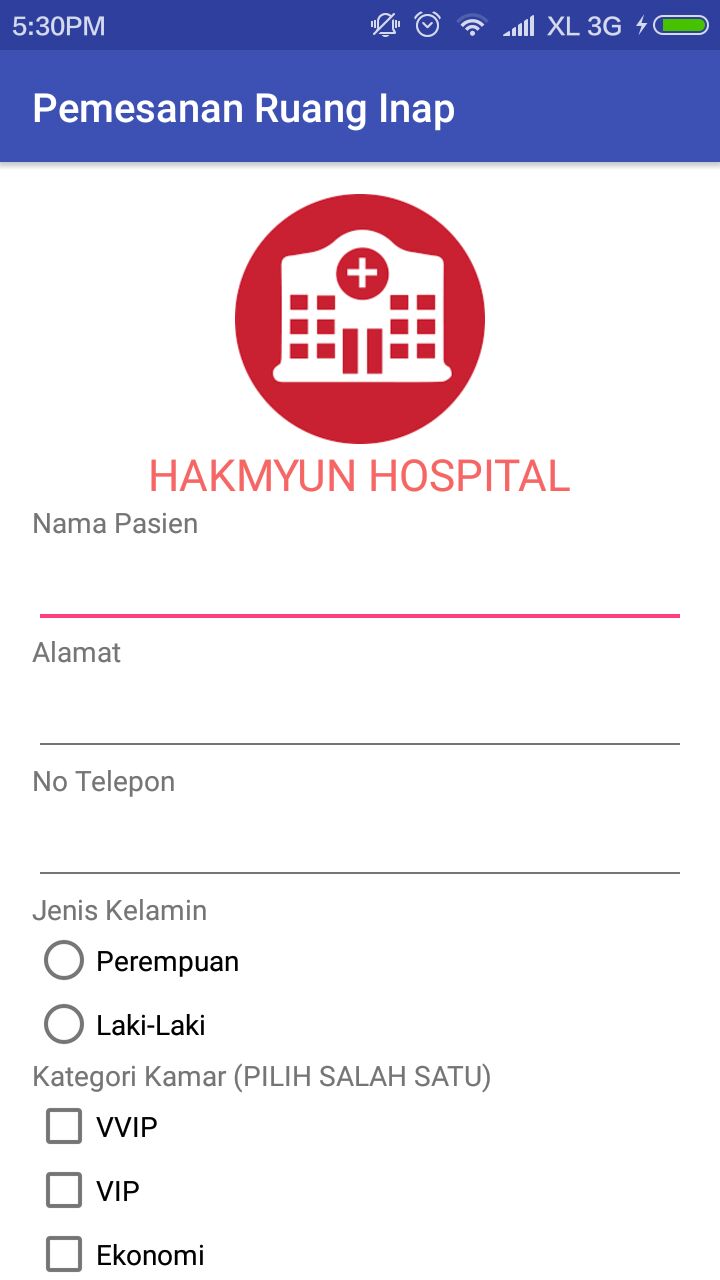 5:30PM XL 3G
Pemesanan Ruang Inap
HAKMYUN HOSPITAL
Nama Pasien
Alamat
No Telepon
Jenis Kelamin
Perempuan
Laki-Laki
Kategori Kamar (PILIH SALAH SATU)
VVIP
VIP
Ekonomi